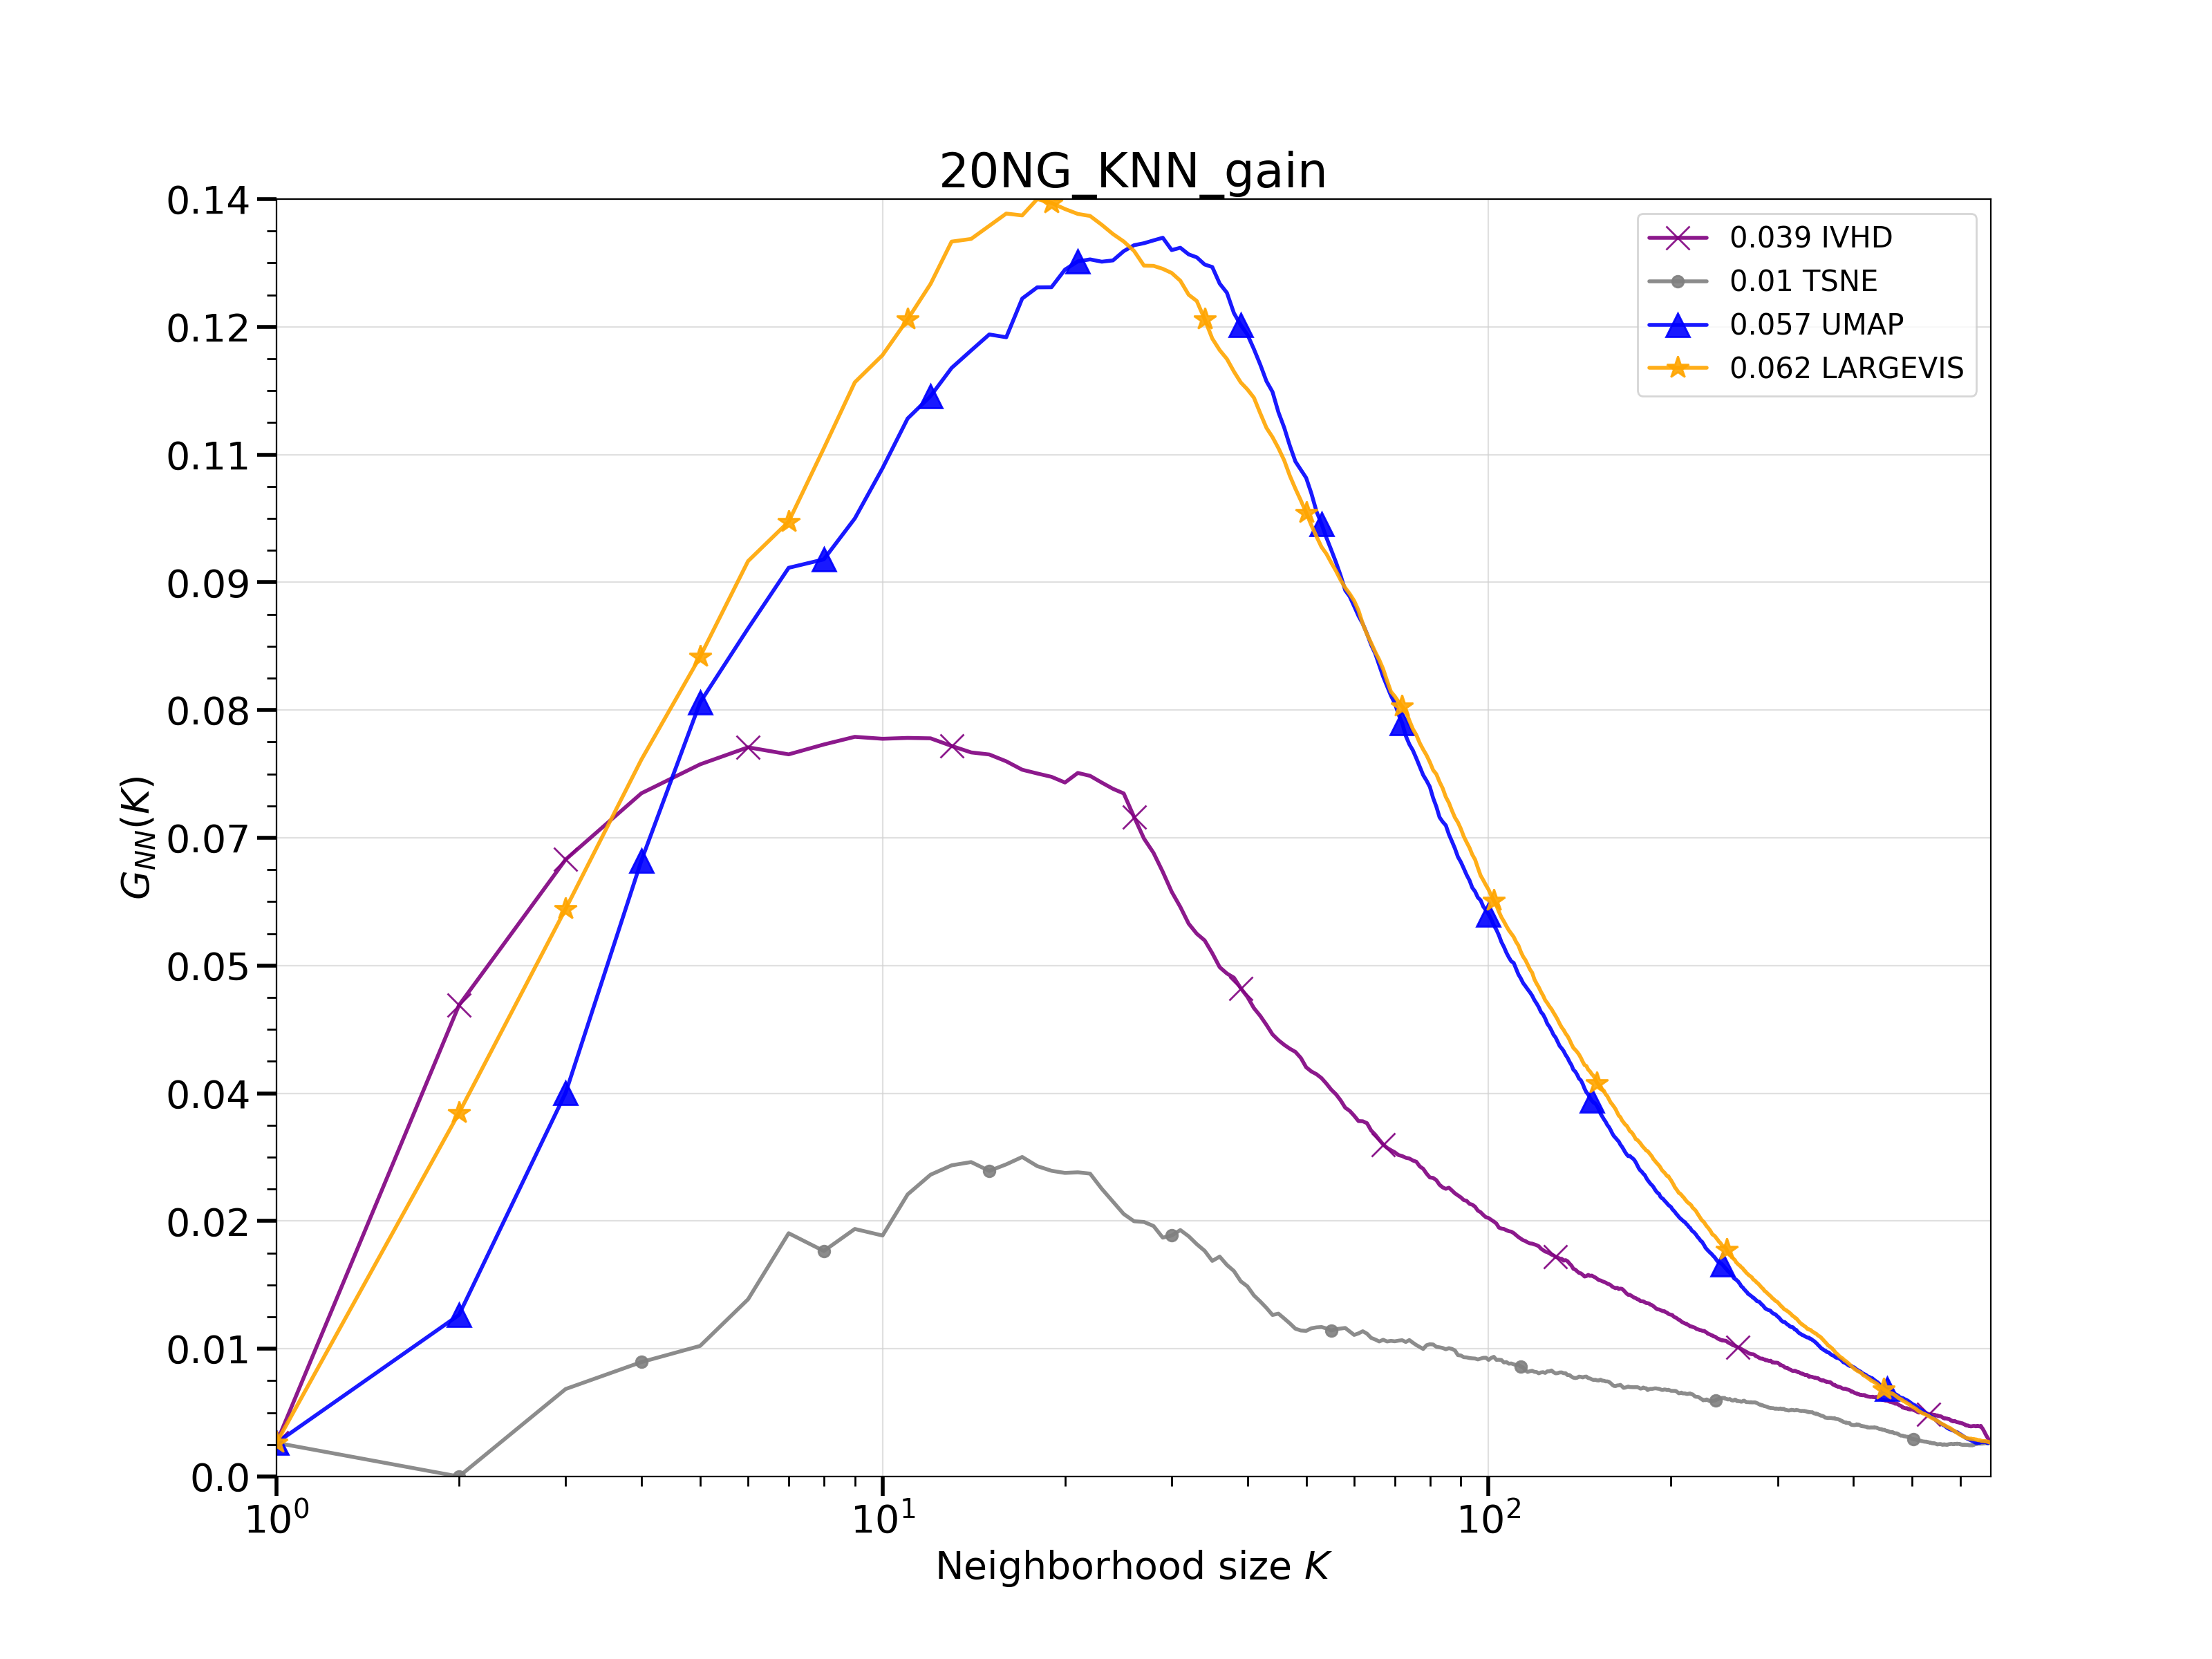 20NG_KNN_gain
0.14
0.12
0.11
0.09
0.08
0.07
0.05
0.04
0.02
0.01
0.0
G_{NN}(K)
0.039 IVHD
0.01 TSNE
0.057 UMAP
0.062 LARGEVIS
10^0
10^1
10^2
Neighborhood size K